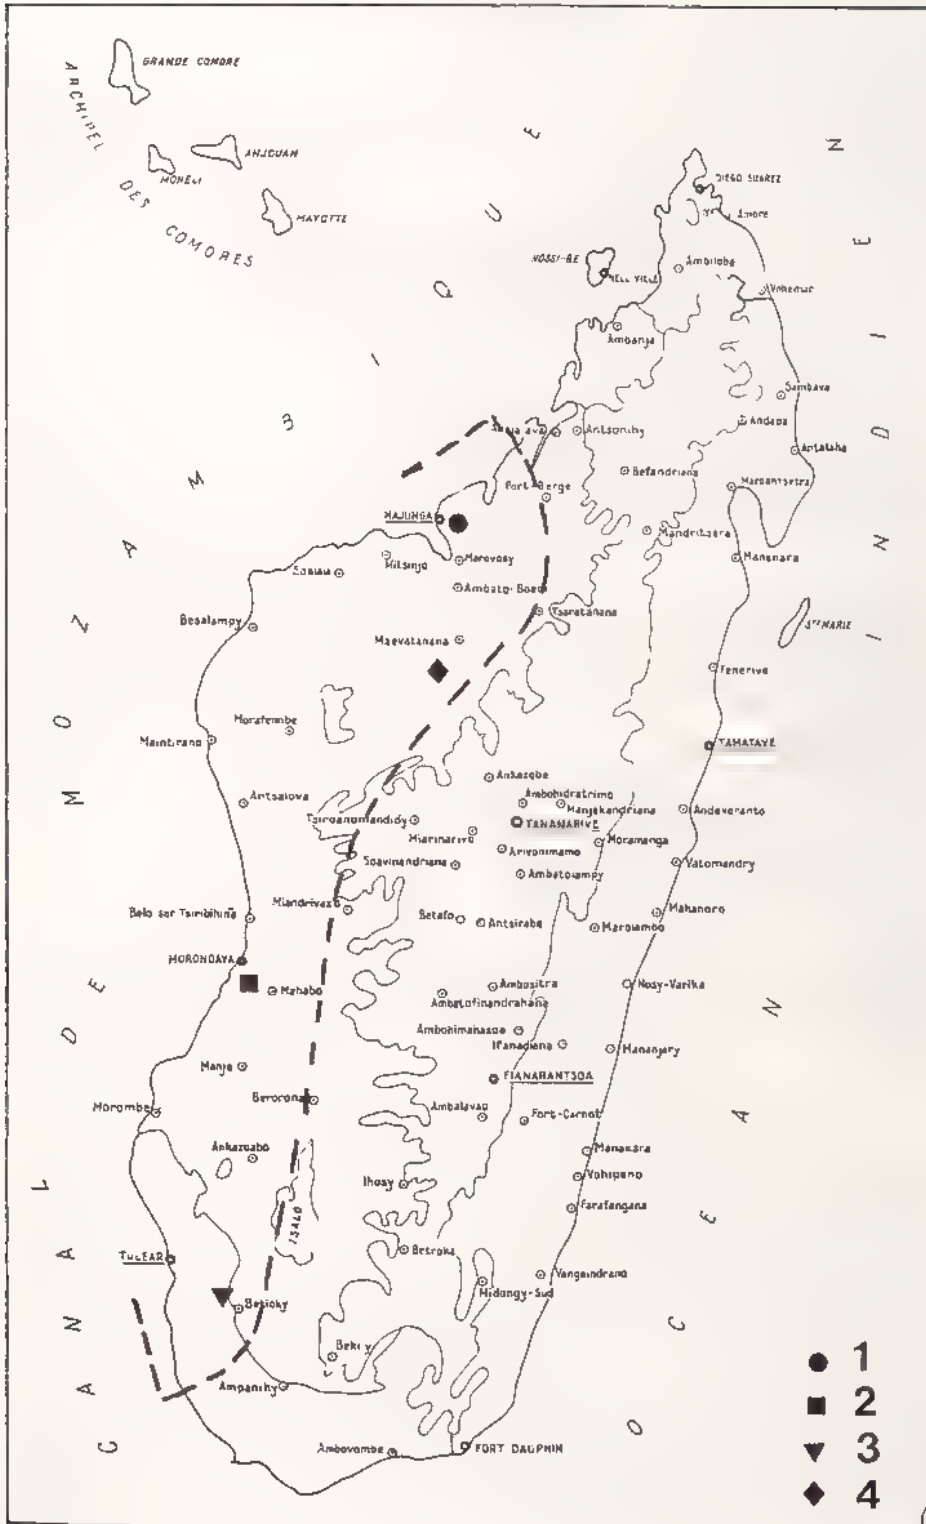 ARCHIPEL
DES COMORES
GRANDE COMORE
MOHELI
ANJOUAN
MAYOTTE
CANAL DE MOZAMBIQUE
OCEAN INDIEN
DIEGO SUAREZ
NOSSI-BE
HELL VILLE
Ambilobe
Vohemar
Ambanja
Sambava
Andapa
Antalaha
Antsohihy
Befandriana
Maroantsetra
Port-Berge
MAJUNGA
Mandritsara
Mananara
Mitsinjo
Marovoay
Soalala
Ambato-Boeni
Tsaratanana
Ste MARIE
Besalampy
Maevatanana
Fenerive
Morafenobe
Maintirano
TAMATAVE
Ankazobe
Antsalova
Ambohidratrimo
Manjakandriana
Andevoranto
Tsiroanomandidy
TANANARIVE
Miarinarivo
Moramanga
Arivonimamo
Soavinandriana
Vatomandry
Ambatolampy
Miandrivazo
Belo sur Tsiribihina
Betafo
Antsirabe
Mahanoro
Marolambo
MORONDAVA
Mahabo
Ambositra
Nosy-Varika
Ambatofinandrahana
Ambohimahasoa
Ifanadiana
Mananjary
Manja
FIANARANTSOA
Beroroha
Morombe
Ambalavao
Fort-Carnot
Manakara
Ankazoabo
Vohipeno
Ihosy
Farafangana
ISALO
Betroka
TULEAR
Vangaindrano
Midongy-Sud
Betioky
Bekily
Ampanihy
Ambovombe
FORT DAUPHIN
1
2
3
4